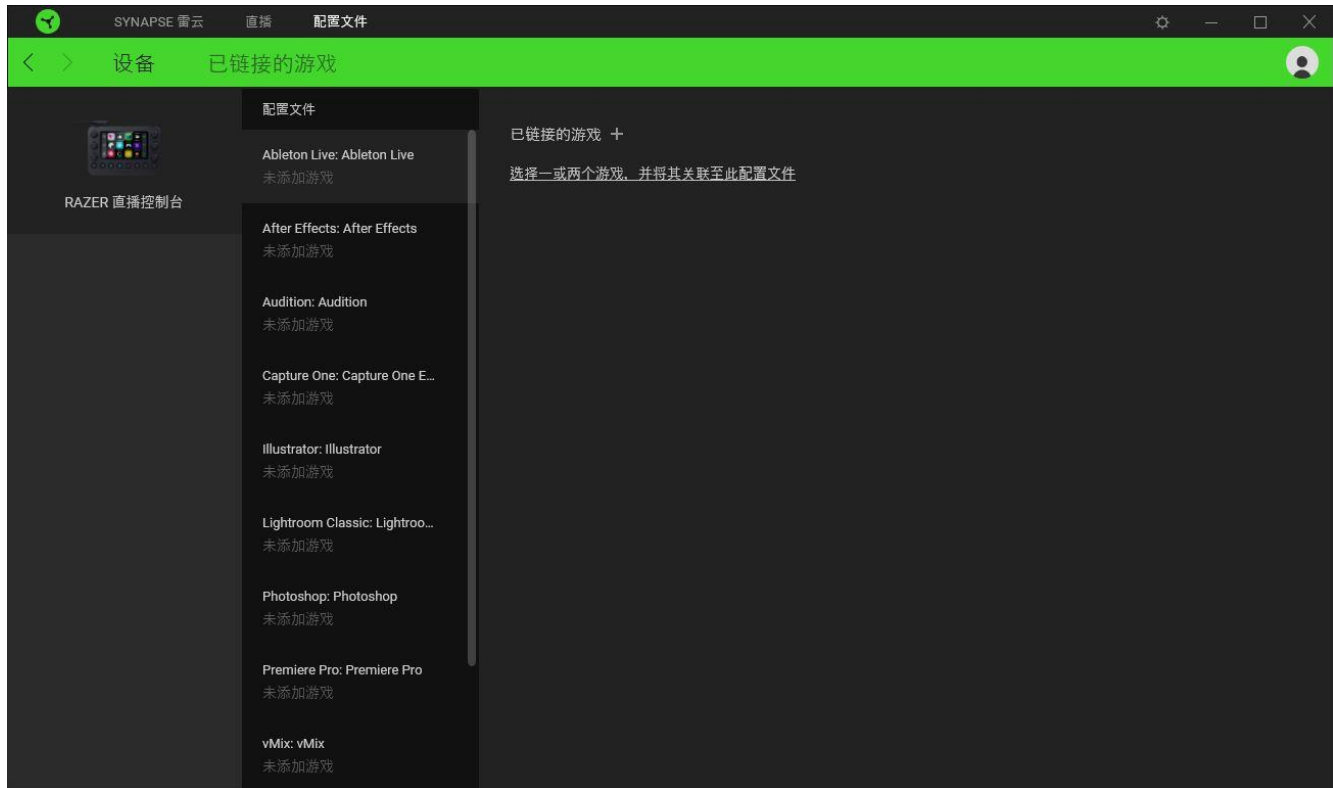 SYNAPSE 雷云 直播 配置文件
设备 已链接的游戏
RAZER 直播控制台
配置文件
Ableton Live: Ableton Live
未添加游戏
After Effects: After Effects
未添加游戏
Audition: Audition
未添加游戏
Capture One: Capture One E...
未添加游戏
Illustrator: Illustrator
未添加游戏
Lightroom Classic: Lightroo...
未添加游戏
Photoshop: Photoshop
未添加游戏
Premiere Pro: Premiere Pro
未添加游戏
vMix: vMix
未添加游戏
已链接的游戏 +
选择一或两个游戏，并将其关联至此配置文件